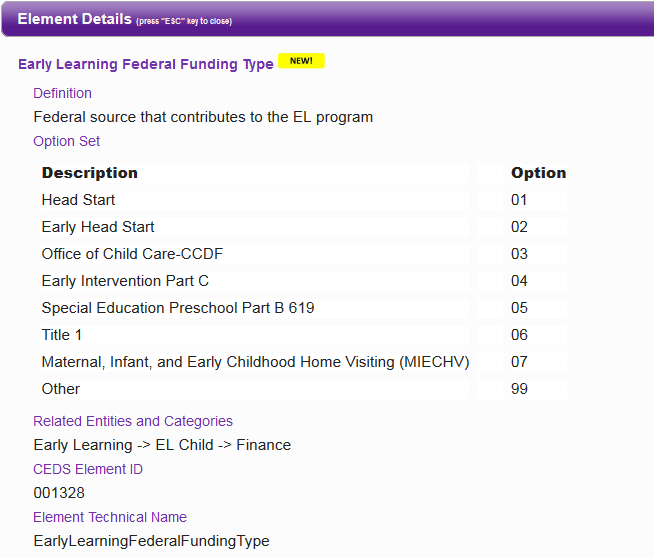 Element Details (press "ESC" key to close)
Early Learning Federal Funding Type NEW!
Definition
Federal source that contributes to the EL program
Option Set
Description Option
Head Start 01
Early Head Start 02
Office of Child Care-CCDF 03
Early Intervention Part C 04
Special Education Preschool Part B 619 05
Title 1 06
Maternal, Infant, and Early Childhood Home Visiting (MIECHV) 07
Other 99
Related Entities and Categories
Early Learning -> EL Child -> Finance
CEDS Element ID
001328
Element Technical Name
EarlyLearningFederalFundingType